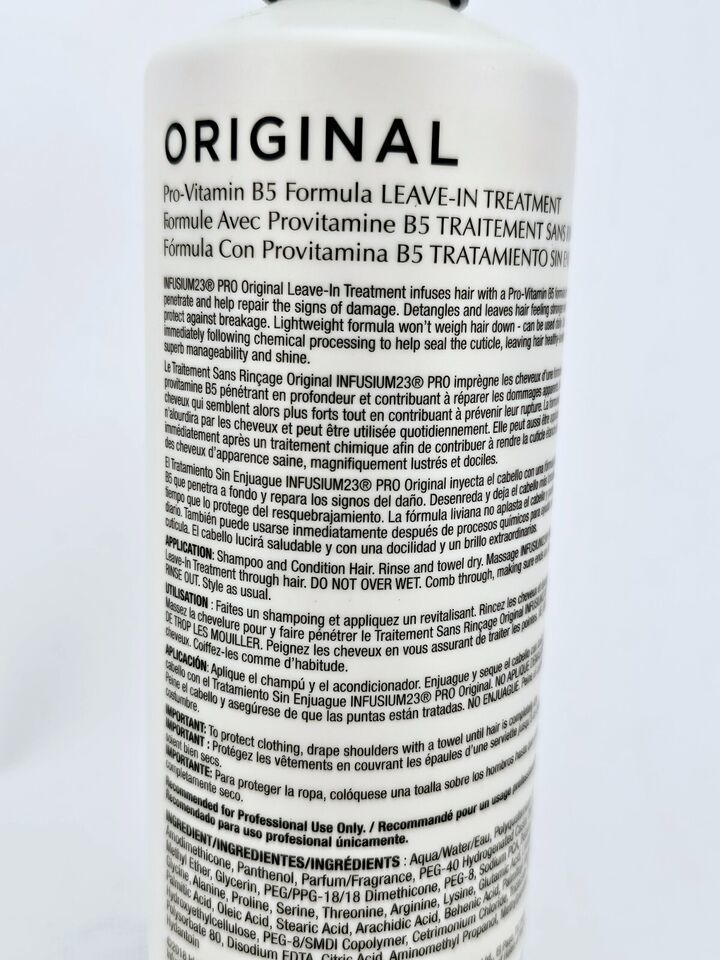 ORIGINAL
Pro-Vitamin B5 Formula LEAVE-IN TREATMENT
Formule Avec Provitamine B5 TRAITEMENT SANS
Fórmula Con Provitamina B5 TRATAMIENTO SIN
INFUSIUM23® PRO Original Leave-In Treatment infuses hair with a Pro-Vitamin B5
penetrate and help repair the signs of damage. Detangles and leaves hair feeling
protect against breakage. Lightweight formula won't weigh hair down - can be used
immediately following chemical processing to help seal the cuticle, leaving hair
superb manageability and shine.
Le Traitement Sans Rinçage Original INFUSIUM23® PRO imprègne les cheveux d'une
provitamine B5 pénétrant en profondeur et contribuant à réparer les dommages
cheveux qui semblent alors plus forts tout en contribuant à prévenir leur rupture. La
n'alourdira par les cheveux et peut être utilisée quotidiennement. Elle peut aussi être
immédiatement après un traitement chimique afin de contribuer à rendre la cuticle
des cheveux d'apparence saine, magnifiquement lustrés et dociles.
El Tratamiento Sin Enjuague INFUSIUM23® PRO Original inyecta el cabello con una
B5 que penetra a fondo y repara los signos del daño. Desenreda y deja el cabello más
tiempo que lo protege del resquebrajamiento. La fórmula liviana no aplasta el cabello
diario. También puede usarse inmediatamente después de procesos químicos para
cutícula. El cabello lucirá saludable y con una docilidad y un brillo extraordinarios.
APPLICATION: Shampoo and Condition Hair. Rinse and towel dry. Massage
Leave-In Treatment through hair. DO NOT OVER WET. Comb through, making sure ends
RINSE OUT. Style as usual.
UTILISATION : Faites un shampoing et appliquez un revitalisant. Rincez les cheveux
Massez la chevelure pour y faire pénétrer le Traitement Sans Rinçage Original
DE TROP LES MOUILLER. Peignez les cheveux en vous assurant de traiter les pointes.
cheveux. Coiffez-les comme d'habitude.
APLICACIÓN: Aplique el champú y el acondicionador. Enjuague y seque el cabello
cabello con el Tratamiento Sin Enjuague INFUSIUM23® PRO Original. NO APLIQUE
Peine el cabello y asegúrese de que las puntas están tratadas. NO ENJUAGUE.
costumbre.
IMPORTANT: To protect clothing, drape shoulders with a towel until hair is
IMPORTANT : Protégez les vêtements en couvrant les épaules d'une serviette
soient bien secs.
IMPORTANTE: Para proteger la ropa, colóquese una toalla sobre los hombros
completamente seco.
Recommended for Professional Use Only. / Recommandé pour un usage
Recomendado para uso profesional únicamente.
INGREDIENT/INGREDIENTES/INGRÉDIENTS : Aqua/Water/Eau,
Amodimethicone, Panthenol, Parfum/Fragrance, PEG-40 Hydrogenated
Methyl Ether, Glycerin, PEG/PPG-18/18 Dimethicone, PEG-8,
Glycine, Alanine, Proline, Serine, Threonine, Arginine, Lysine,
Palmitic Acid, Oleic Acid, Stearic Acid, Arachidic Acid, Behenic Acid,
Hydroxyethylcellulose, PEG-8/SMDI Copolymer, Cetrimonium Chloride,
Polysorbate 80, Disodium EDTA, Citric Acid, Aminomethyl Propanol,
Hydantoin